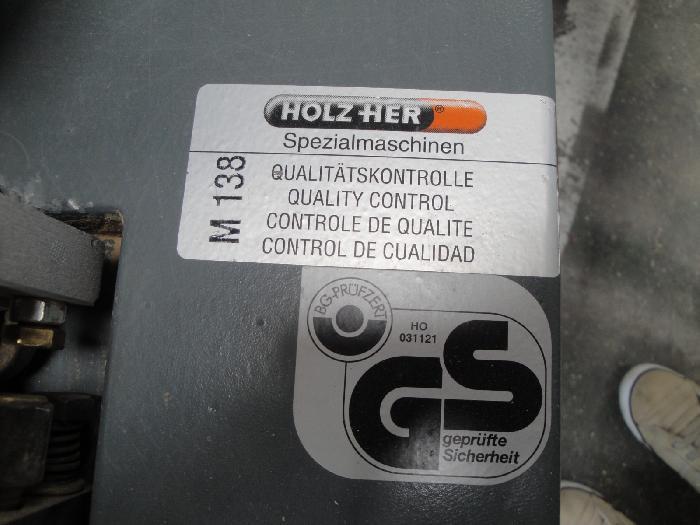 HOLZ-HER®
Spezialmaschinen
M 138
QUALITÄTSKONTROLLE
QUALITY CONTROL
CONTROLE DE QUALITE
CONTROL DE CUALIDAD
BG-PRÜFZERT
HO
031121
GS
geprüfte
Sicherheit